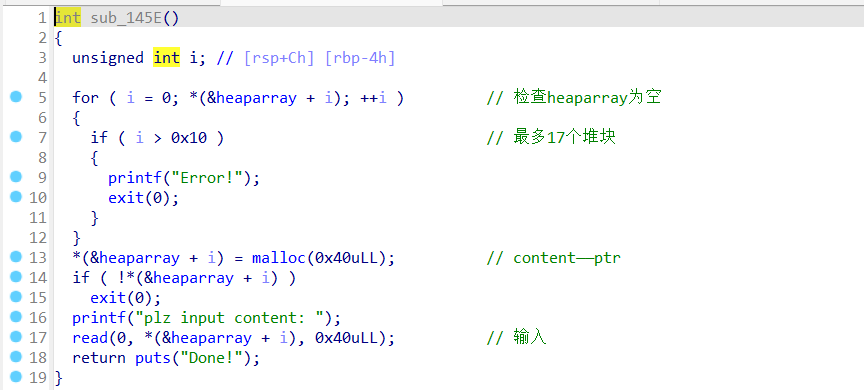 1 int sub_145E()
2 {
3 unsigned int i; // [rsp+Ch] [rbp-4h]
4
5 for ( i = 0; *(&heaparray + i); ++i ) // 检查heaparray为空
6 {
7 if ( i > 0x10 ) // 最多17个堆块
8 {
9 printf("Error!");
10 exit(0);
11 }
12 }
13 *(&heaparray + i) = malloc(0x40uLL); // content——ptr
14 if ( !*(&heaparray + i) )
15 exit(0);
16 printf("plz input content: ");
17 read(0, *(&heaparray + i), 0x40uLL); // 输入
18 return puts("Done!");
19 }